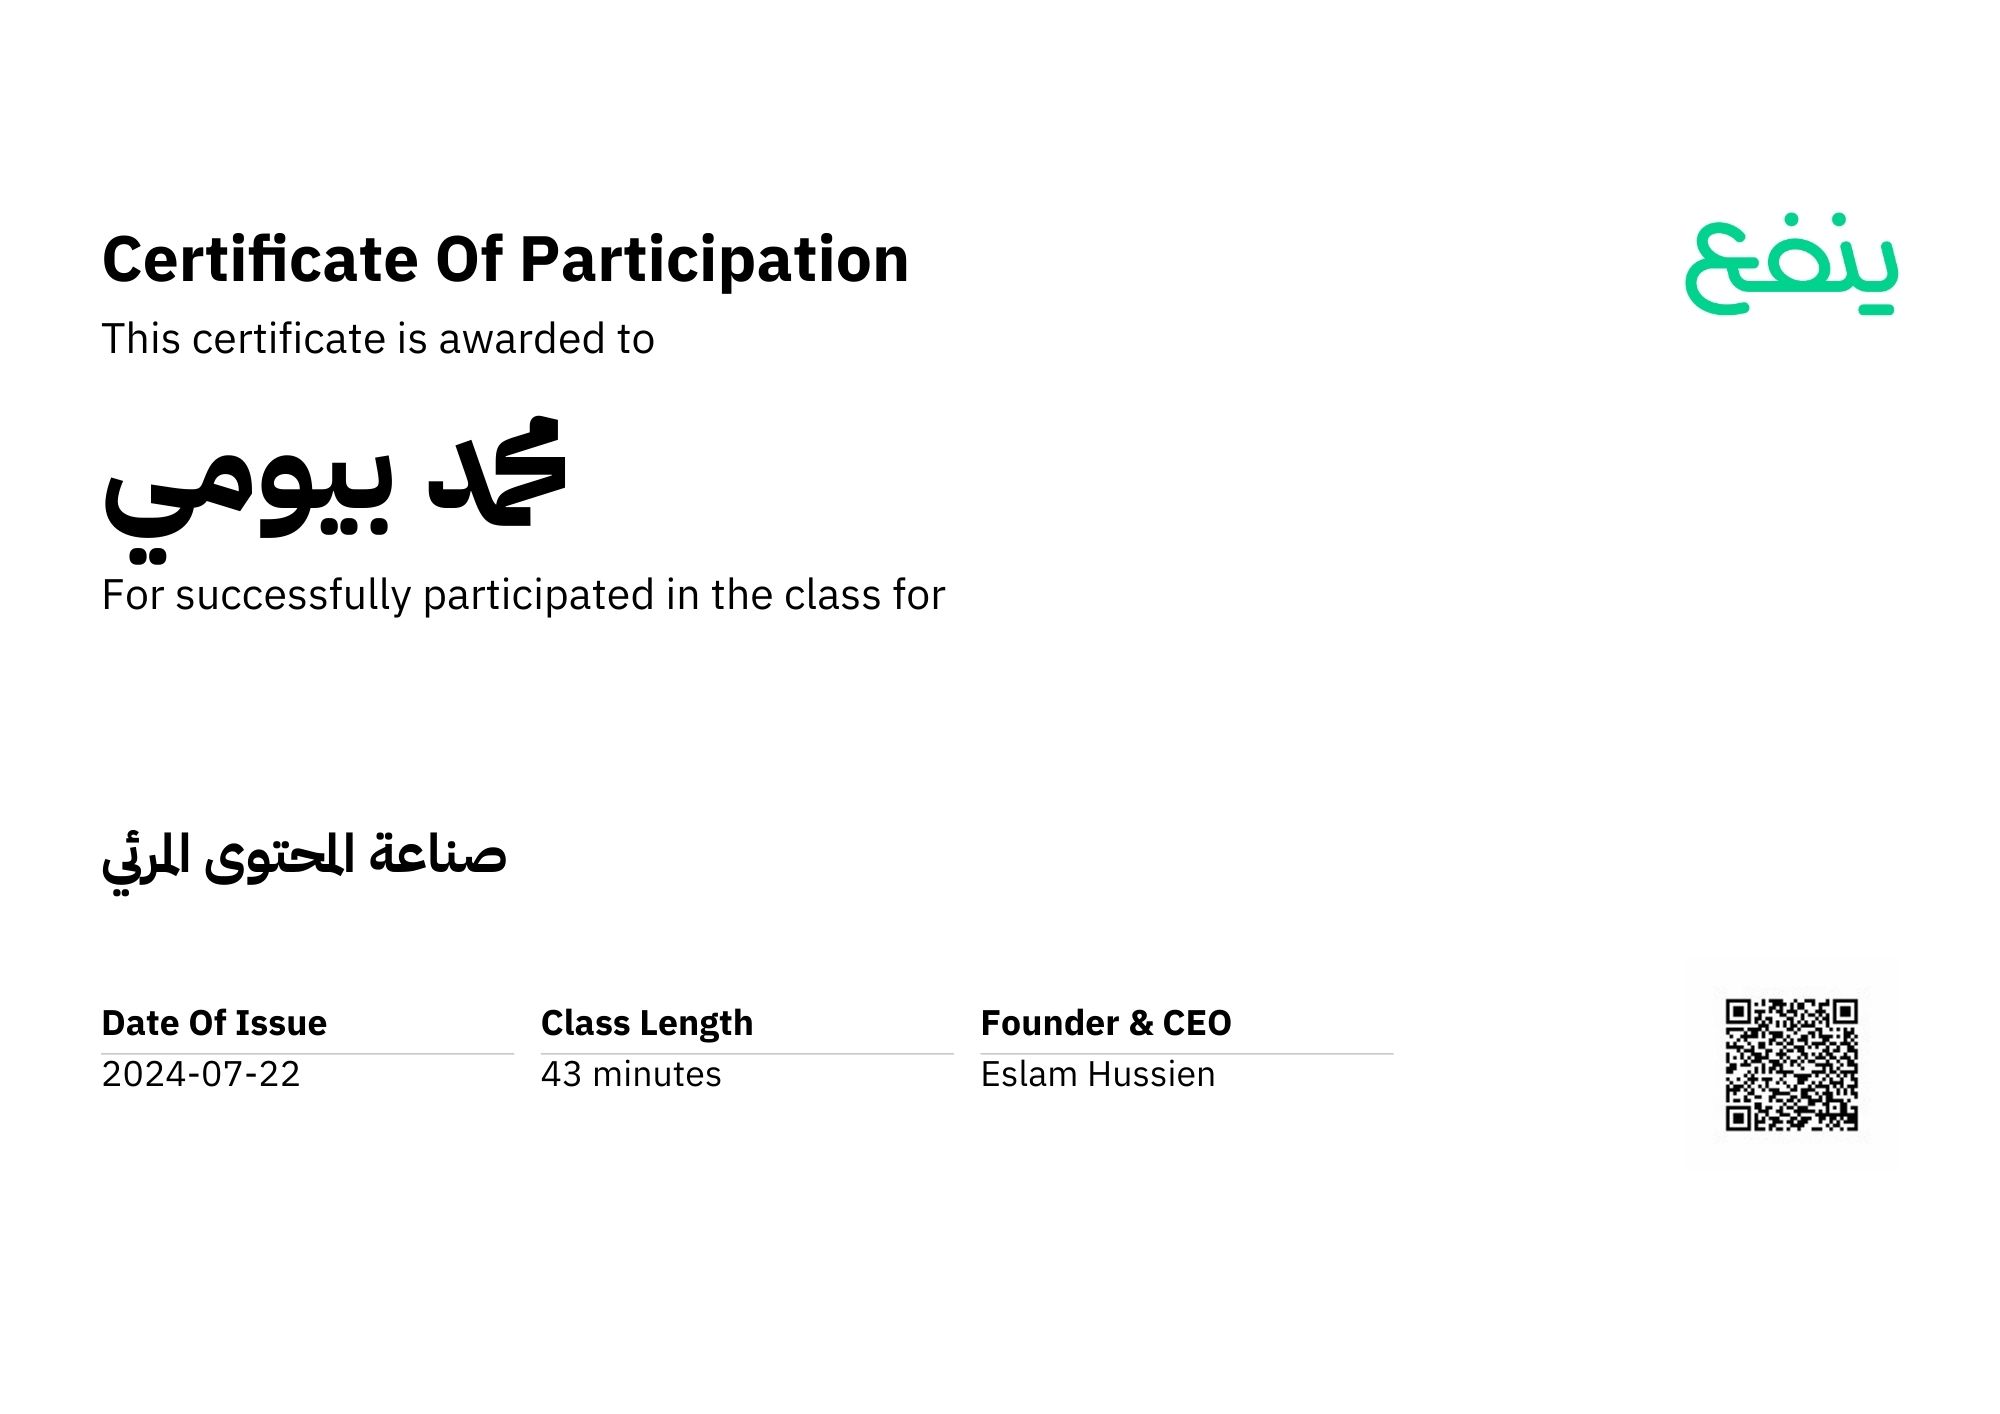 ينفع
Certificate Of Participation
This certificate is awarded to
محمد بيومي
For successfully participated in the class for
صناعة المحتوى المرئي
Date Of Issue
2024-07-22
Class Length
43 minutes
Founder & CEO
Eslam Hussien